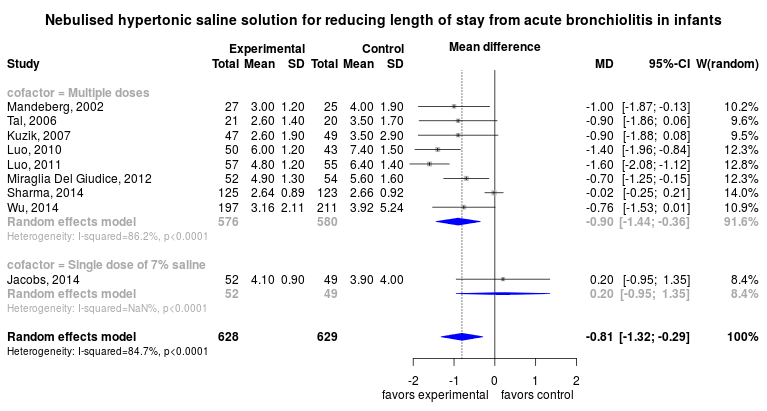 Nebulised hypertonic saline solution for reducing length of stay from acute bronchiolitis in infants
Experimental Control Mean difference
Study Total Mean SD Total Mean SD MD 95%-CI W(random)
cofactor = Multiple doses
Mandeberg, 2002 27 3.00 1.20 25 4.00 1.90 -1.00 [-1.87; -0.13] 10.2%
Tal, 2006 21 2.60 1.40 20 3.50 1.70 -0.90 [-1.86; 0.06] 9.5%
Kuzik, 2007 47 2.60 1.90 49 3.50 2.90 -0.90 [-1.88; 0.08] 9.5%
Luo, 2010 50 6.00 1.20 43 7.40 1.50 -1.40 [-1.96; -0.84] 12.3%
Luo, 2011 57 4.80 1.20 55 6.40 1.40 -1.60 [-2.08; -1.12] 12.8%
Miraglia Del Giudice, 2012 52 4.90 1.30 54 5.60 1.60 -0.70 [-1.25; -0.15] 12.3%
Sharma, 2014 125 2.64 0.89 123 2.66 0.92 -0.02 [-0.25; 0.21] 14.0%
Wu, 2014 197 3.16 2.11 211 3.92 5.24 -0.76 [-1.53; 0.01] 10.9%
Random effects model 576 580 -0.90 [-1.44; -0.36] 91.6%
Heterogeneity: I-squared=86.2%, p<0.0001
cofactor = Single dose of 7% saline
Jacobs, 2014 52 4.10 0.90 49 3.90 4.00 0.20 [-0.95; 1.35] 8.4%
Random effects model 52 49 0.20 [-0.95; 1.35] 8.4%
Heterogeneity: I-squared=NaN%, p<0.0001
Random effects model 628 629 -0.81 [-1.32; -0.29] 100%
Heterogeneity: I-squared=84.7%, p<0.0001
-2 -1 0 1 2
favors experimental favors control